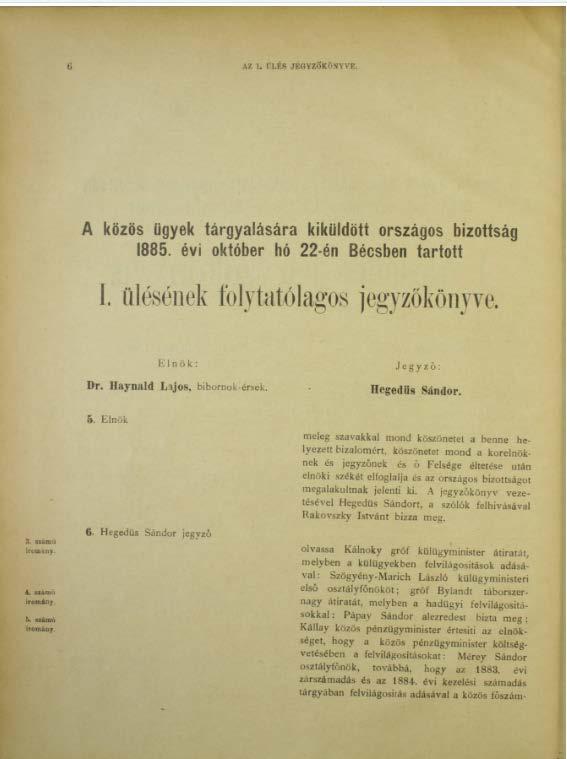 6
AZ I. ÜLÉS JEGYZŐKÖNYVE.
A közös ügyek tárgyalására kiküldött országos bizottság
1885. évi október hó 22-én Bécsben tartott
I. ülésének folytatólagos jegyzőkönyve.
Elnök:
Dr. Haynald Lajos, bibornok-érsek.
Jegyző:
Hegedüs Sándor.
5. Elnök
meleg szavakkal mond köszönetet a benne he-
lyezett bizalomért, köszönetet mond a korelnök-
nek és jegyzőnek és ő Felsége éltetése után
elnöki székét elfoglalja és az országos bizottságot
megalakultnak jelenti ki. A jegyzőkönyv veze-
tésével Hegedüs Sándort, a szólók felhivásával
Rakovszky Istvánt bizza meg.
6. Hegedüs Sándor jegyző
3. számú
iromány.
4. számú
iromány.
5. számú
iromány.
olvassa Kálnoky gróf külügyminister átiratát,
melyben a külügyekben felvilágositások adásá-
val: Szögyény-Marich László külügyministeri
első osztályfőnököt; gróf Bylandt táborszer-
nagy átiratát, melyben a hadügyi felvilágositá-
sokkal: Pápay Sándor alezredest bizta meg;
Kállay közös pénzügyminister értesiti az elnök-
séget, hogy a közös pénzügyminister költség-
vetésében a felvilágositásokat: Mérey Sándor
osztályfőnök, továbbá, hogy az 1883. évi
zárszámadás és az 1884. évi kezelési számadás
tárgyában felvilágositás adásával a közös főszám-